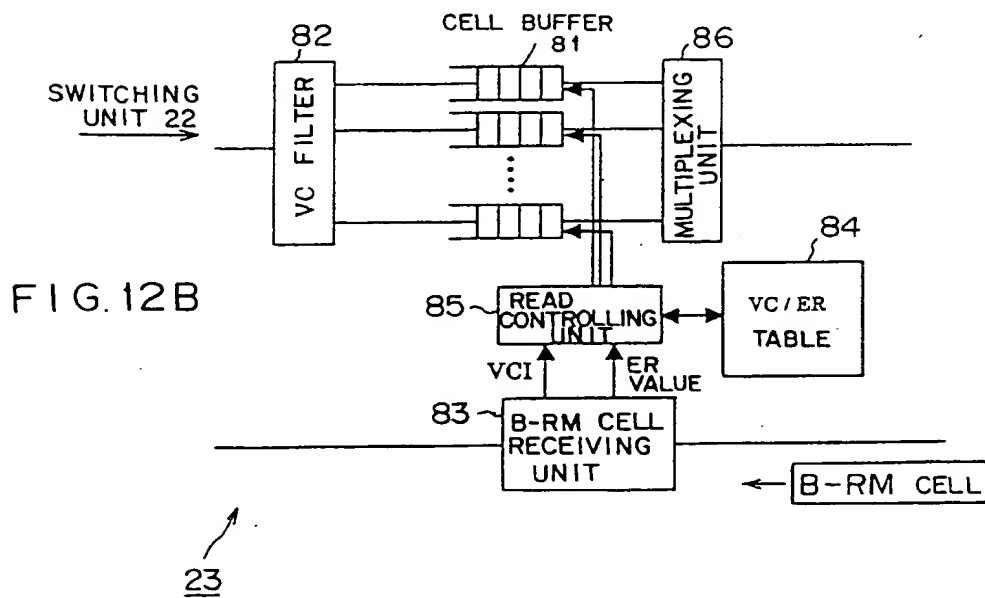 82
CELL BUFFER
81
86
SWITCHING
UNIT 22
VC FILTER
MULTIPLEXING
UNIT
84
FIG. 12B
85
READ
CONTROLLING
UNIT
VC/ER
TABLE
VCI
ER
VALUE
83
B-RM CELL
RECEIVING
UNIT
B-RM CELL
23